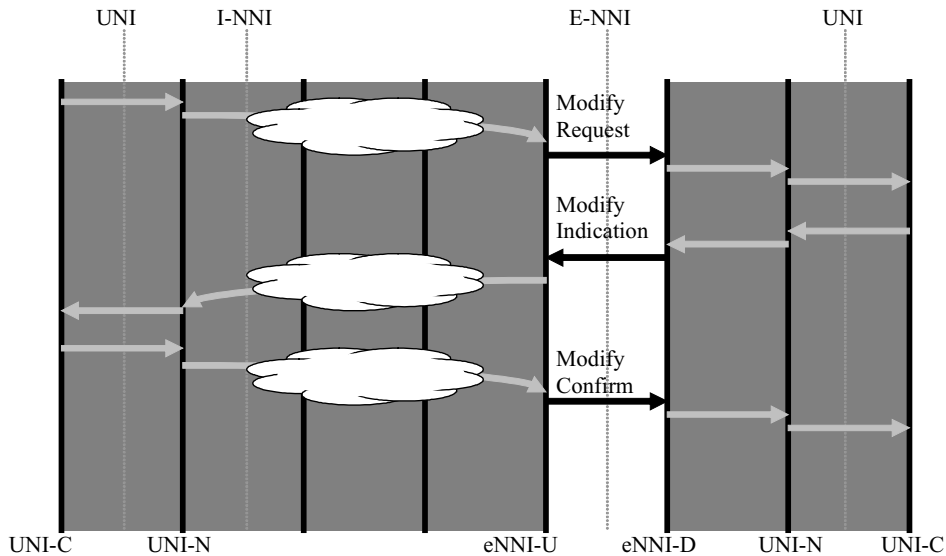 UNI
I-NNI
E-NNI
UNI
Modify
Request
Modify
Indication
Modify
Confirm
UNI-C
UNI-N
eNNI-U
eNNI-D
UNI-N
UNI-C